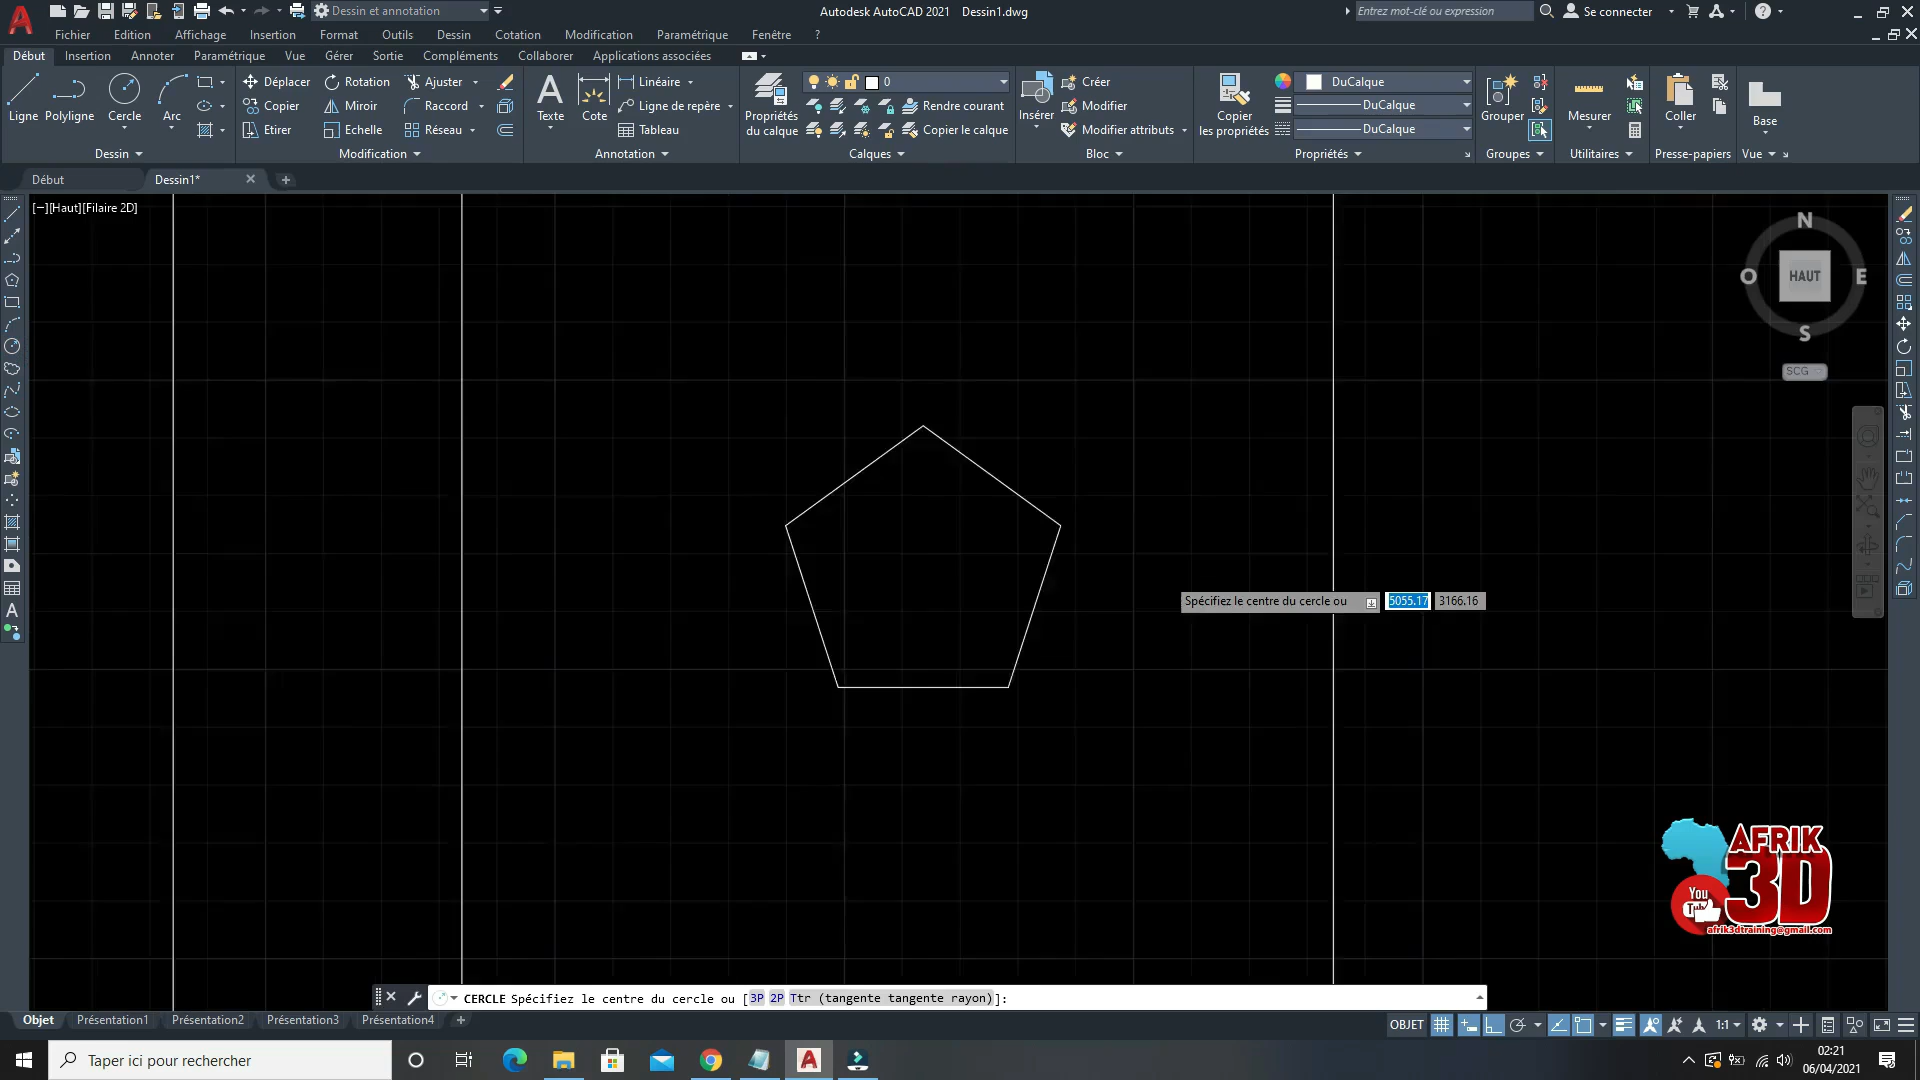 Dessin et annotation
Autodesk AutoCAD 2021 Dessin1.dwg
Entrez mot-clé ou expression
Se connecter
Fichier Edition Affichage Insertion Format Outils Dessin Cotation Modification Paramétrique Fenêtre ?
Début Insertion Annoter Paramétrique Vue Gérer Sortie Compléments Collaborer Applications associées
Ligne Polyligne Cercle Arc
Déplacer Rotation Ajuster
Copier Miroir Raccord
Etirer Echelle Réseau
Texte Cote
Linéaire
Ligne de repère
Tableau
Propriétés du calque
0
Rendre courant
Copier le calque
Insérer
Créer
Modifier
Modifier attributs
Copier les propriétés
DuCalque
DuCalque
DuCalque
Grouper
Mesurer
Coller
Base
Dessin Modification Annotation Calques Bloc Propriétés Groupes Utilitaires Presse-papiers Vue
Début Dessin1*
[−][Haut][Filaire 2D]
N
O HAUT E
S
SCG
Spécifiez le centre du cercle ou 5055.17 3166.16
AFRIK
3D
You
Tube
afrik3dtraining@gmail.com
CERCLE Spécifiez le centre du cercle ou [3P 2P Ttr (tangente tangente rayon)]:
Objet Présentation1 Présentation2 Présentation3 Présentation4 +
OBJET 1:1
Taper ici pour rechercher
02:21
06/04/2021